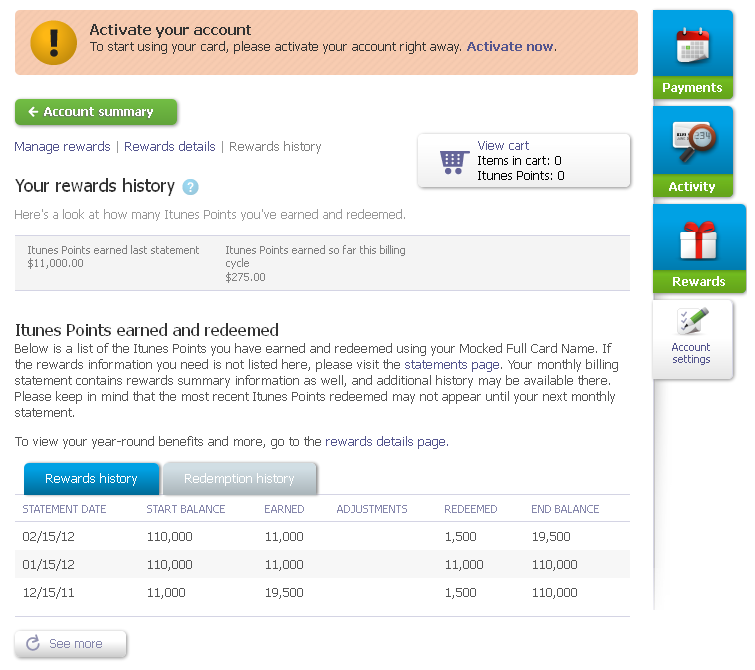 Activate your account
To start using your card, please activate your account right away. Activate now.
Payments
Account summary
Manage rewards | Rewards details | Rewards history
View cart
Items in cart: 0
Itunes Points: 0
Activity
Your rewards history ?
Here's a look at how many Itunes Points you've earned and redeemed.
Itunes Points earned last statement
$11,000.00
Itunes Points earned so far this billing
cycle
$275.00
Rewards
Account
settings
Itunes Points earned and redeemed
Below is a list of the Itunes Points you have earned and redeemed using your Mocked Full Card Name. If
the rewards information you need is not listed here, please visit the statements page. Your monthly billing
statement contains rewards summary information as well, and additional history may be available there.
Please keep in mind that the most recent Itunes Points redeemed may not appear until your next monthly
statement.
To view your year-round benefits and more, go to the rewards details page.
Rewards history Redemption history
STATEMENT DATE START BALANCE EARNED ADJUSTMENTS REDEEMED END BALANCE
02/15/12 110,000 11,000 1,500 19,500
01/15/12 110,000 11,000 11,000 110,000
12/15/11 11,000 19,500 1,500 110,000
See more